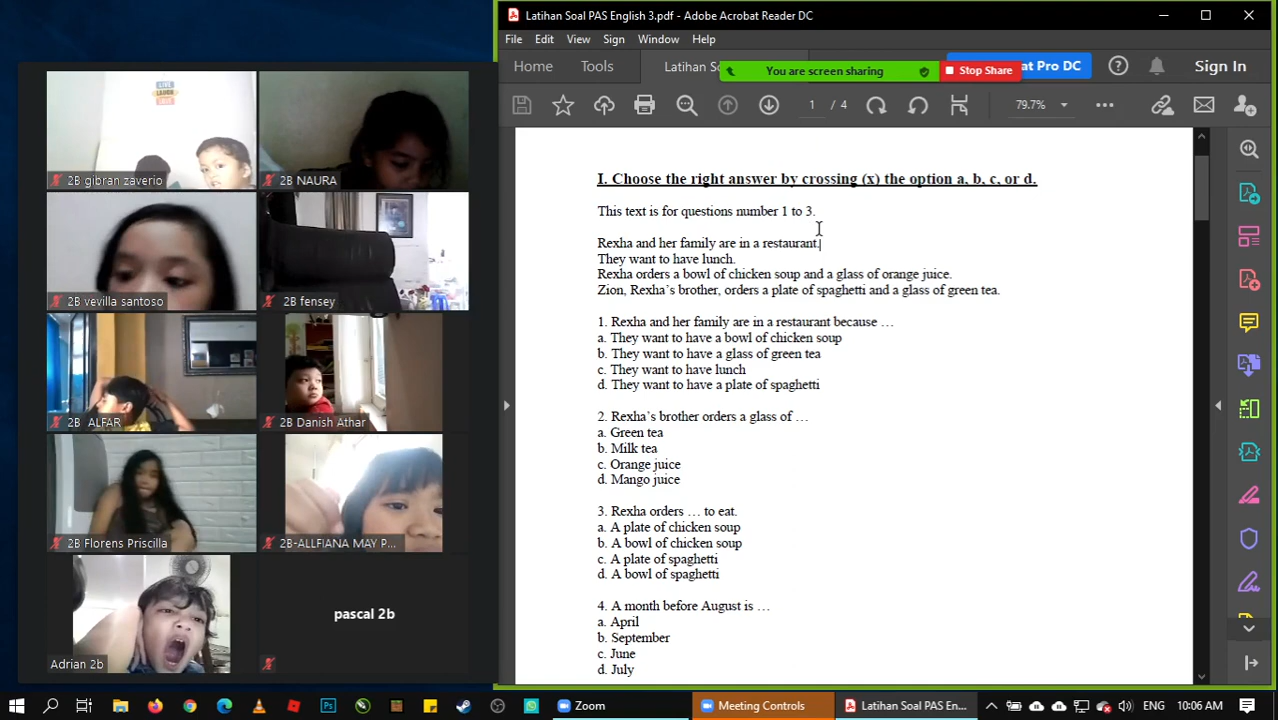 Latihan Soal PAS English 3.pdf - Adobe Acrobat Reader DC
File Edit View Sign Window Help
Home Tools Latihan So
You are screen sharing Stop Share
at Pro DC
Sign In
1 / 4 79.7%
I. Choose the right answer by crossing (x) the option a, b, c, or d.
This text is for questions number 1 to 3.
Rexha and her family are in a restaurant.
They want to have lunch.
Rexha orders a bowl of chicken soup and a glass of orange juice.
Zion, Rexha's brother, orders a plate of spaghetti and a glass of green tea.
1. Rexha and her family are in a restaurant because …
a. They want to have a bowl of chicken soup
b. They want to have a glass of green tea
c. They want to have lunch
d. They want to have a plate of spaghetti
2. Rexha's brother orders a glass of …
a. Green tea
b. Milk tea
c. Orange juice
d. Mango juice
3. Rexha orders … to eat.
a. A plate of chicken soup
b. A bowl of chicken soup
c. A plate of spaghetti
d. A bowl of spaghetti
4. A month before August is …
a. April
b. September
c. June
d. July
LIVE
LAUGH
2B gibran zaverio
2B NAURA
2B vevilla santoso
2B fensey
2B ALFAR
2B Danish Athar
2B Florens Priscilla
2B-ALLFIANA MAY P...
Adrian 2b
pascal 2b
Zoom
Meeting Controls
Latihan Soal PAS En...
ENG 10:06 AM